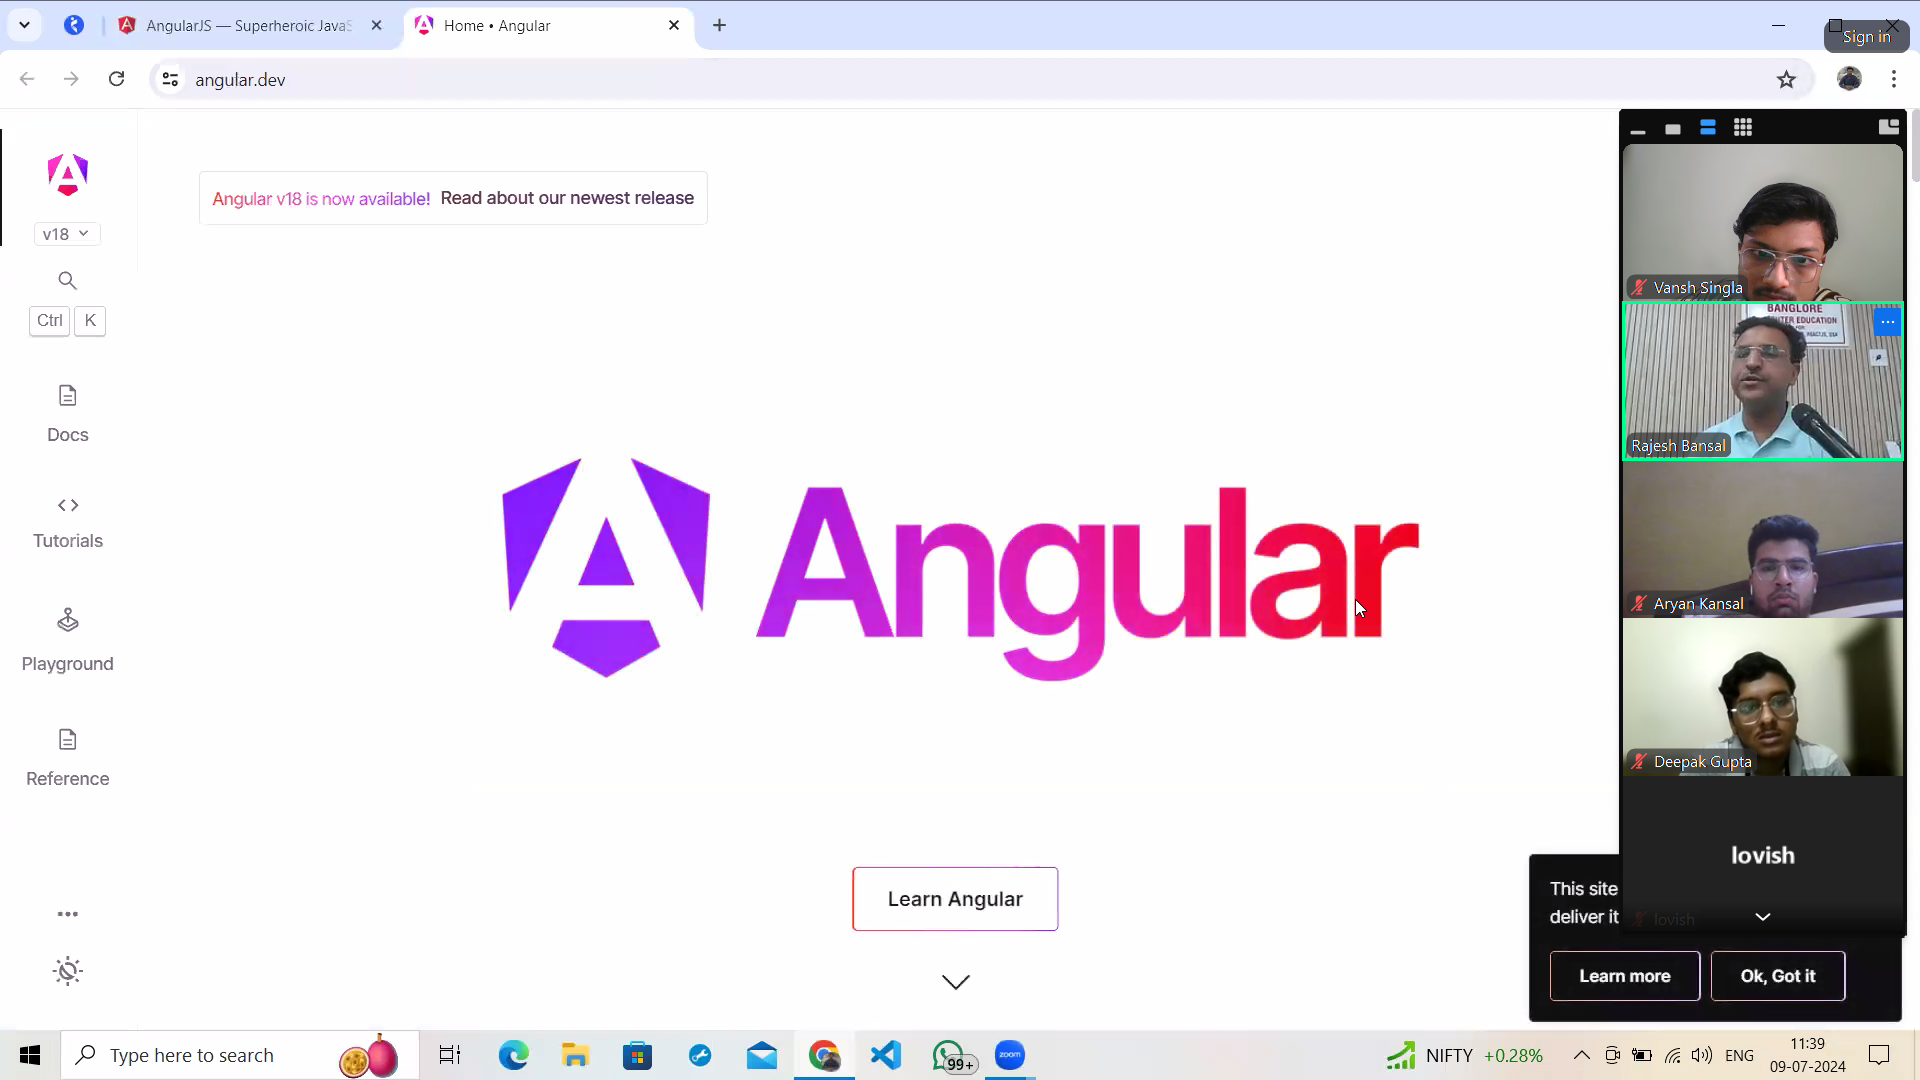 AngularJS — Superheroic JavaS
Home • Angular
Sign in
angular.dev
Angular v18 is now available! Read about our newest release
v18
Ctrl K
Docs
Tutorials
Playground
Reference
Angular
Learn Angular
Vansh Singla
BANGLORE
Rajesh Bansal
Aryan Kansal
Deepak Gupta
lovish
lovish
This site
deliver it
Learn more
Ok, Got it
Type here to search
99+
zoom
NIFTY +0.28%
ENG
11:39
09-07-2024